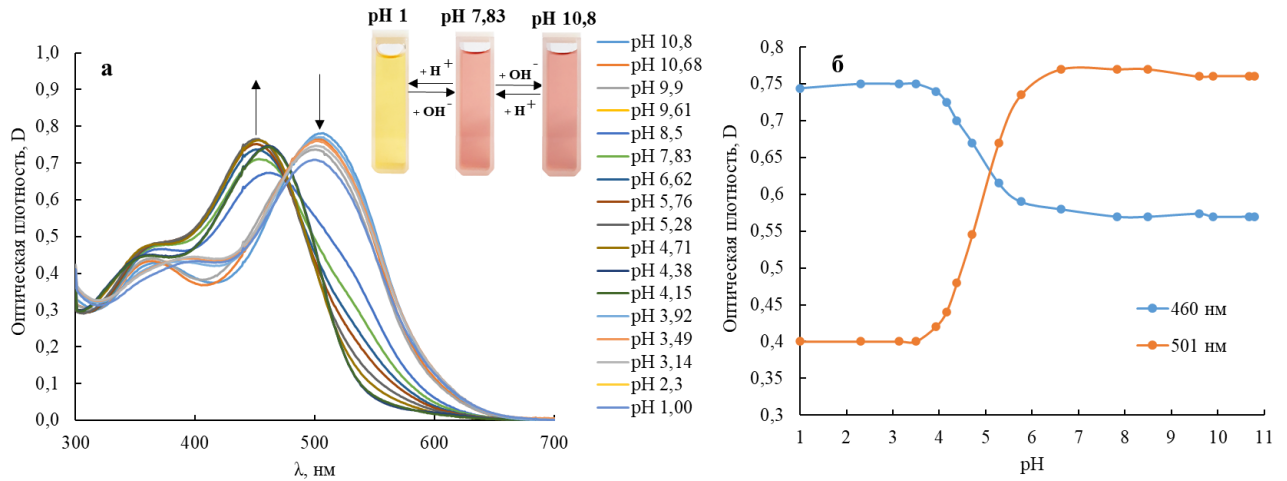 pH 1 pH 7,83 pH 10,8
а
+ H+
+ OH-
+ OH-
+ H+
Оптическая плотность, D
1,0
0,9
0,8
0,7
0,6
0,5
0,4
0,3
0,2
0,1
0,0
300 400 500 600 700
λ, нм
pH 10,8
pH 10,68
pH 9,9
pH 9,61
pH 8,5
pH 7,83
pH 6,62
pH 5,76
pH 5,28
pH 4,71
pH 4,38
pH 4,15
pH 3,92
pH 3,49
pH 3,14
pH 2,3
pH 1,00
б
Оптическая плотность, D
0,8
0,75
0,7
0,65
0,6
0,55
0,5
0,45
0,4
0,35
0,3
1 2 3 4 5 6 7 8 9 10 11
pH
460 нм
501 нм